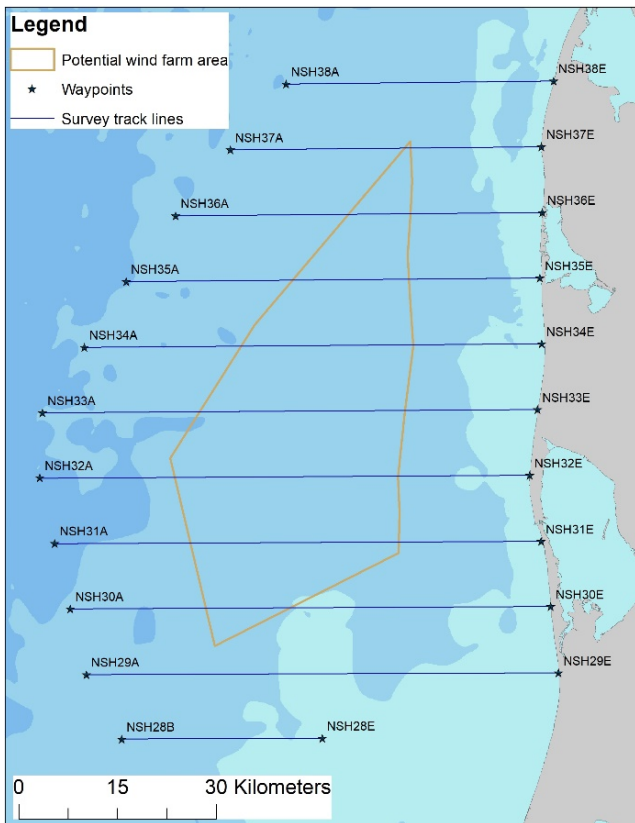 Legend
Potential wind farm area
Waypoints
Survey track lines
NSH38A
NSH38E
NSH37A
NSH37E
NSH36A
NSH36E
NSH35A
NSH35E
NSH34A
NSH34E
NSH33A
NSH33E
NSH32A
NSH32E
NSH31A
NSH31E
NSH30A
NSH30E
NSH29A
NSH29E
NSH28B
NSH28E
0 15 30 Kilometers